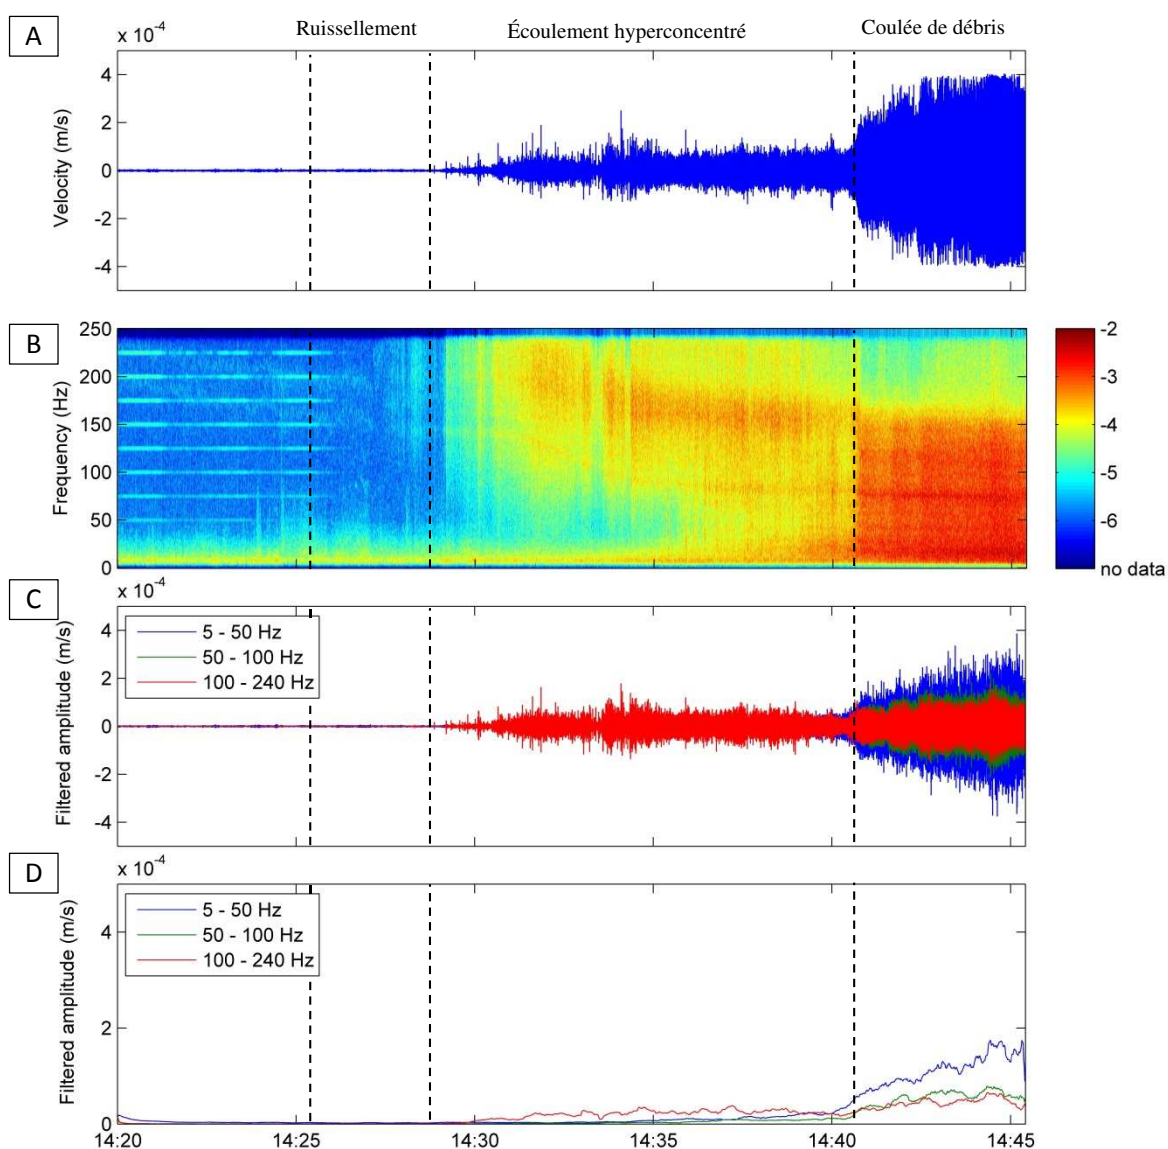 A
x 10-4
Ruissellement
Écoulement hyperconcentré
Coulée de débris
4
2
0
-2
-4
Velocity (m/s)
B
250
200
150
100
50
0
Frequency (Hz)
-2
-3
-4
-5
-6
no data
C
x 10-4
4
2
0
-2
-4
Filtered amplitude (m/s)
5 - 50 Hz
50 - 100 Hz
100 - 240 Hz
D
x 10-4
4
2
0
Filtered amplitude (m/s)
5 - 50 Hz
50 - 100 Hz
100 - 240 Hz
14:20
14:25
14:30
14:35
14:40
14:45